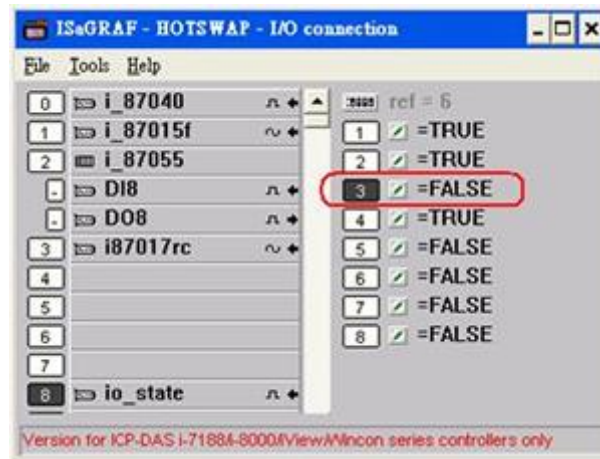 ISaGRAF - HOTSWAP - I/O connection
File Tools Help
0 i_87040
1 i_87015f
2 i_87055
- DI8
- DO8
3 i87017rc
4
5
6
7
8 io_state
ref = 6
1 =TRUE
2 =TRUE
3 =FALSE
4 =TRUE
5 =FALSE
6 =FALSE
7 =FALSE
8 =FALSE
Version for ICP-DAS i-7188/i-8000/iView/Wincon series controllers only